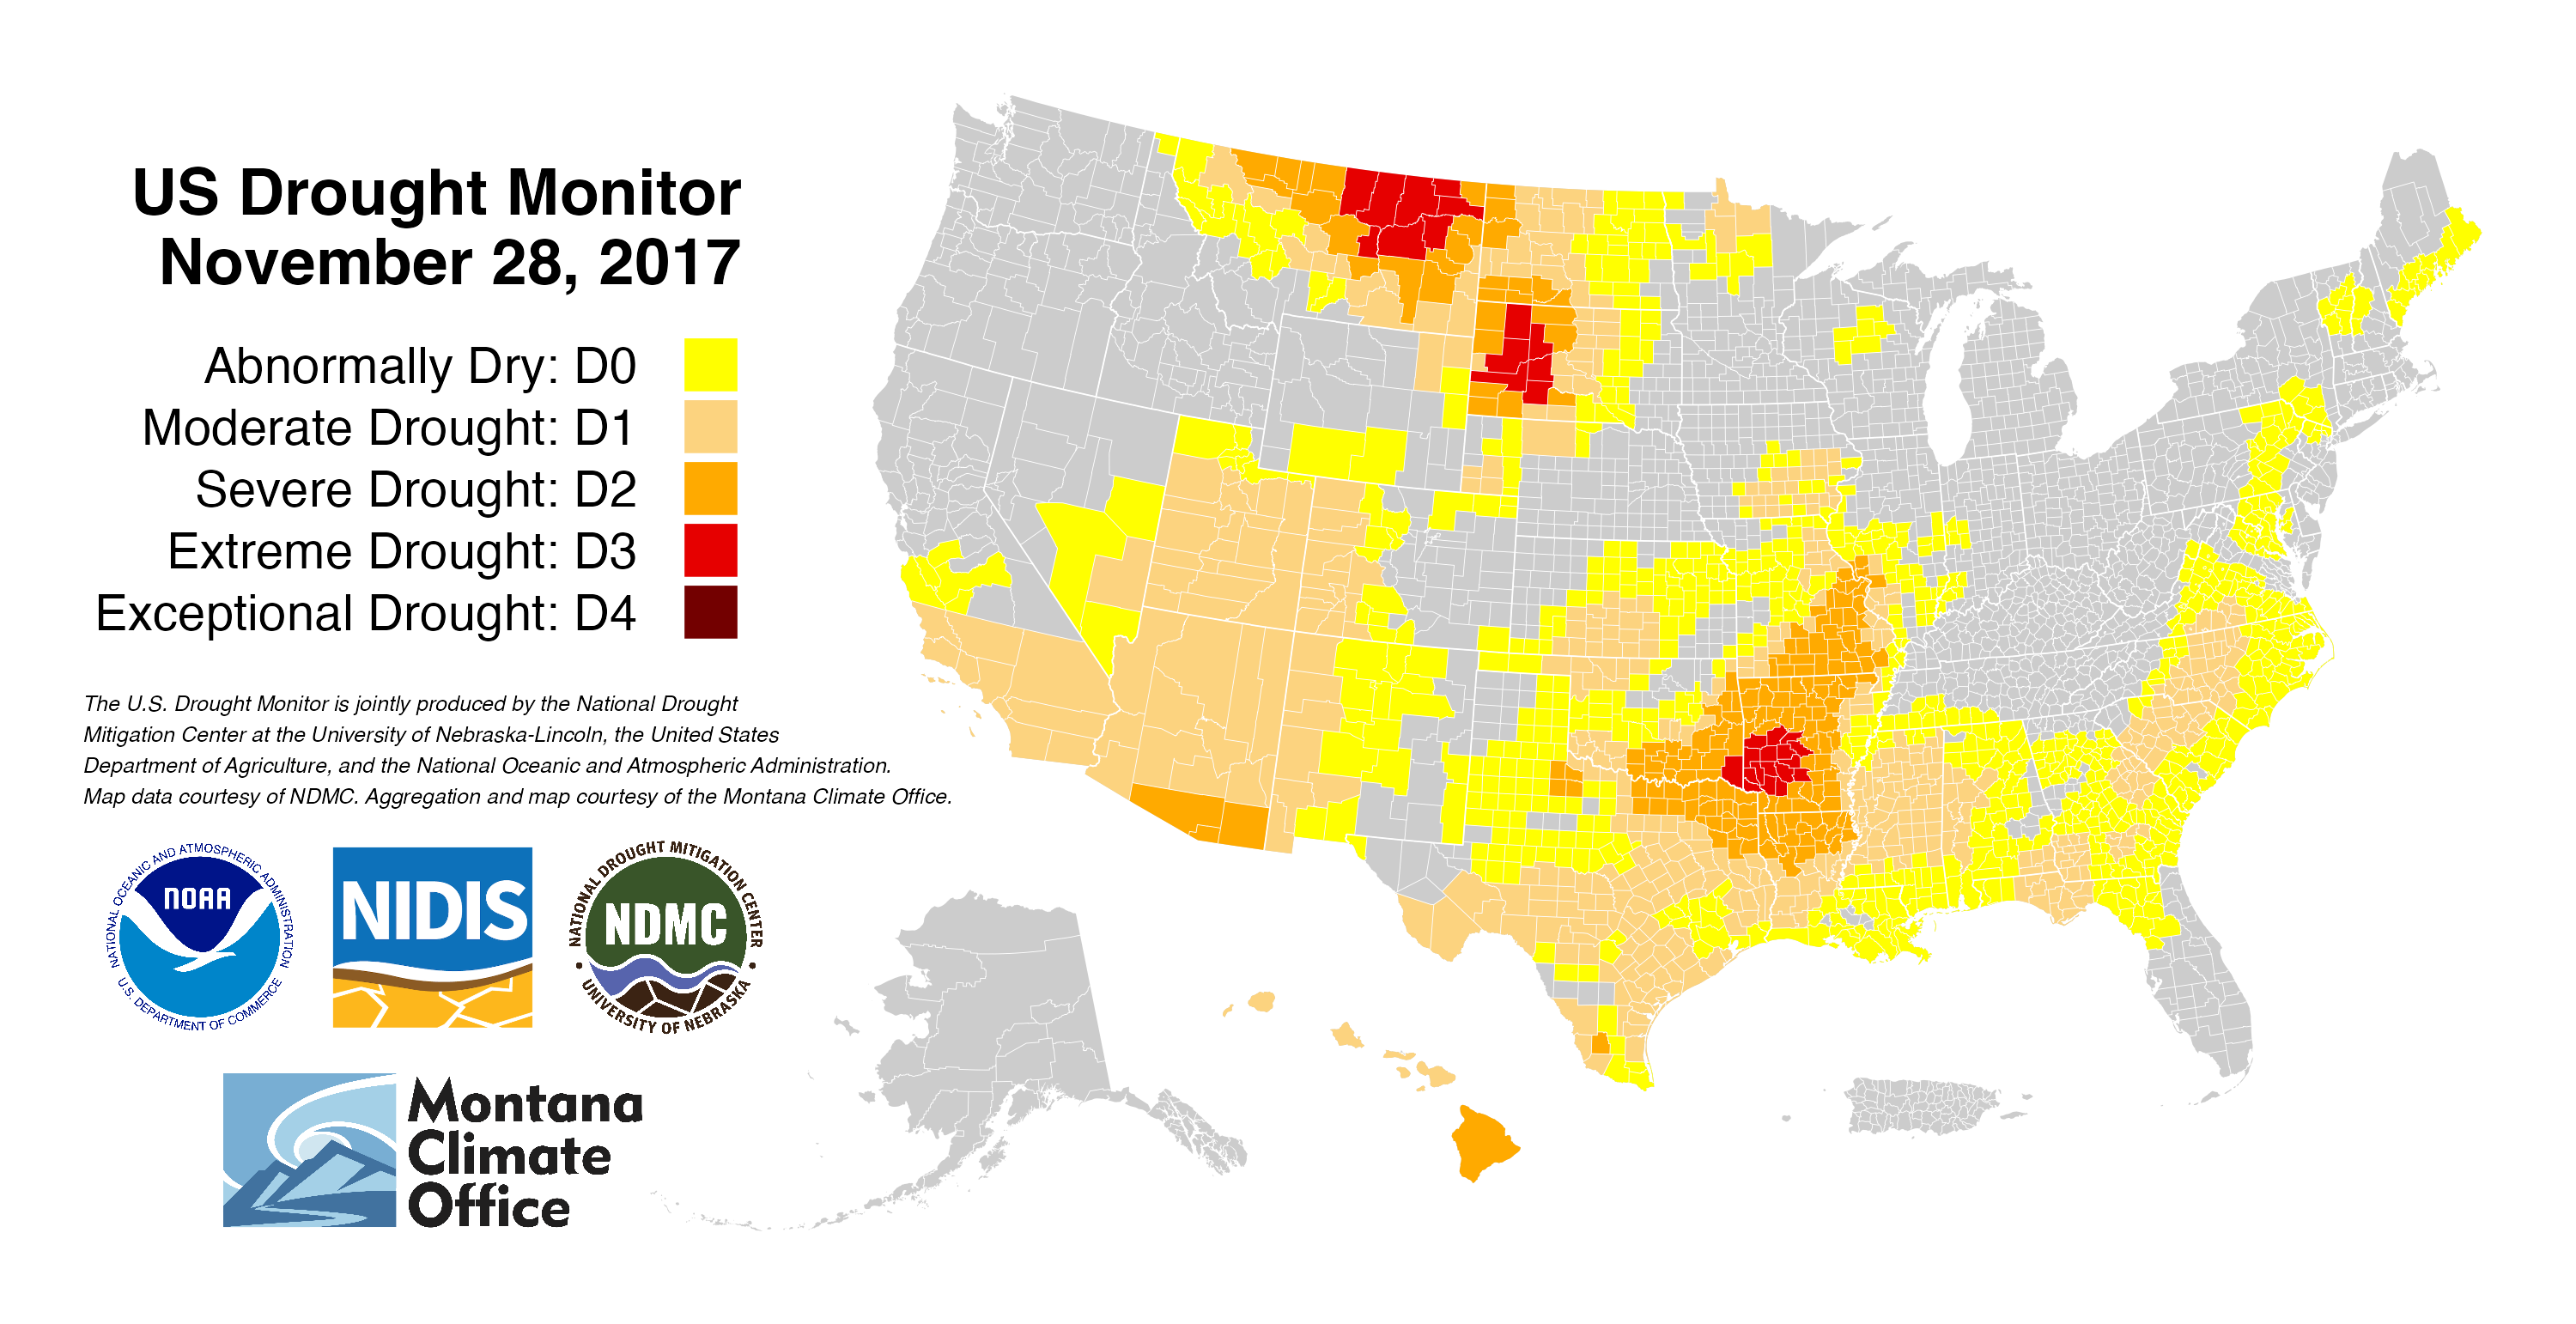 US Drought Monitor
November 28, 2017
Abnormally Dry: D0
Moderate Drought: D1
Severe Drought: D2
Extreme Drought: D3
Exceptional Drought: D4
The U.S. Drought Monitor is jointly produced by the National Drought
Mitigation Center at the University of Nebraska-Lincoln, the United States
Department of Agriculture, and the National Oceanic and Atmospheric Administration.
Map data courtesy of NDMC. Aggregation and map courtesy of the Montana Climate Office.
NATIONAL OCEANIC AND ATMOSPHERIC ADMINISTRATION
NOAA
U.S. DEPARTMENT OF COMMERCE
NIDIS
NATIONAL DROUGHT MITIGATION CENTER
NDMC
UNIVERSITY OF NEBRASKA
Montana
Climate
Office